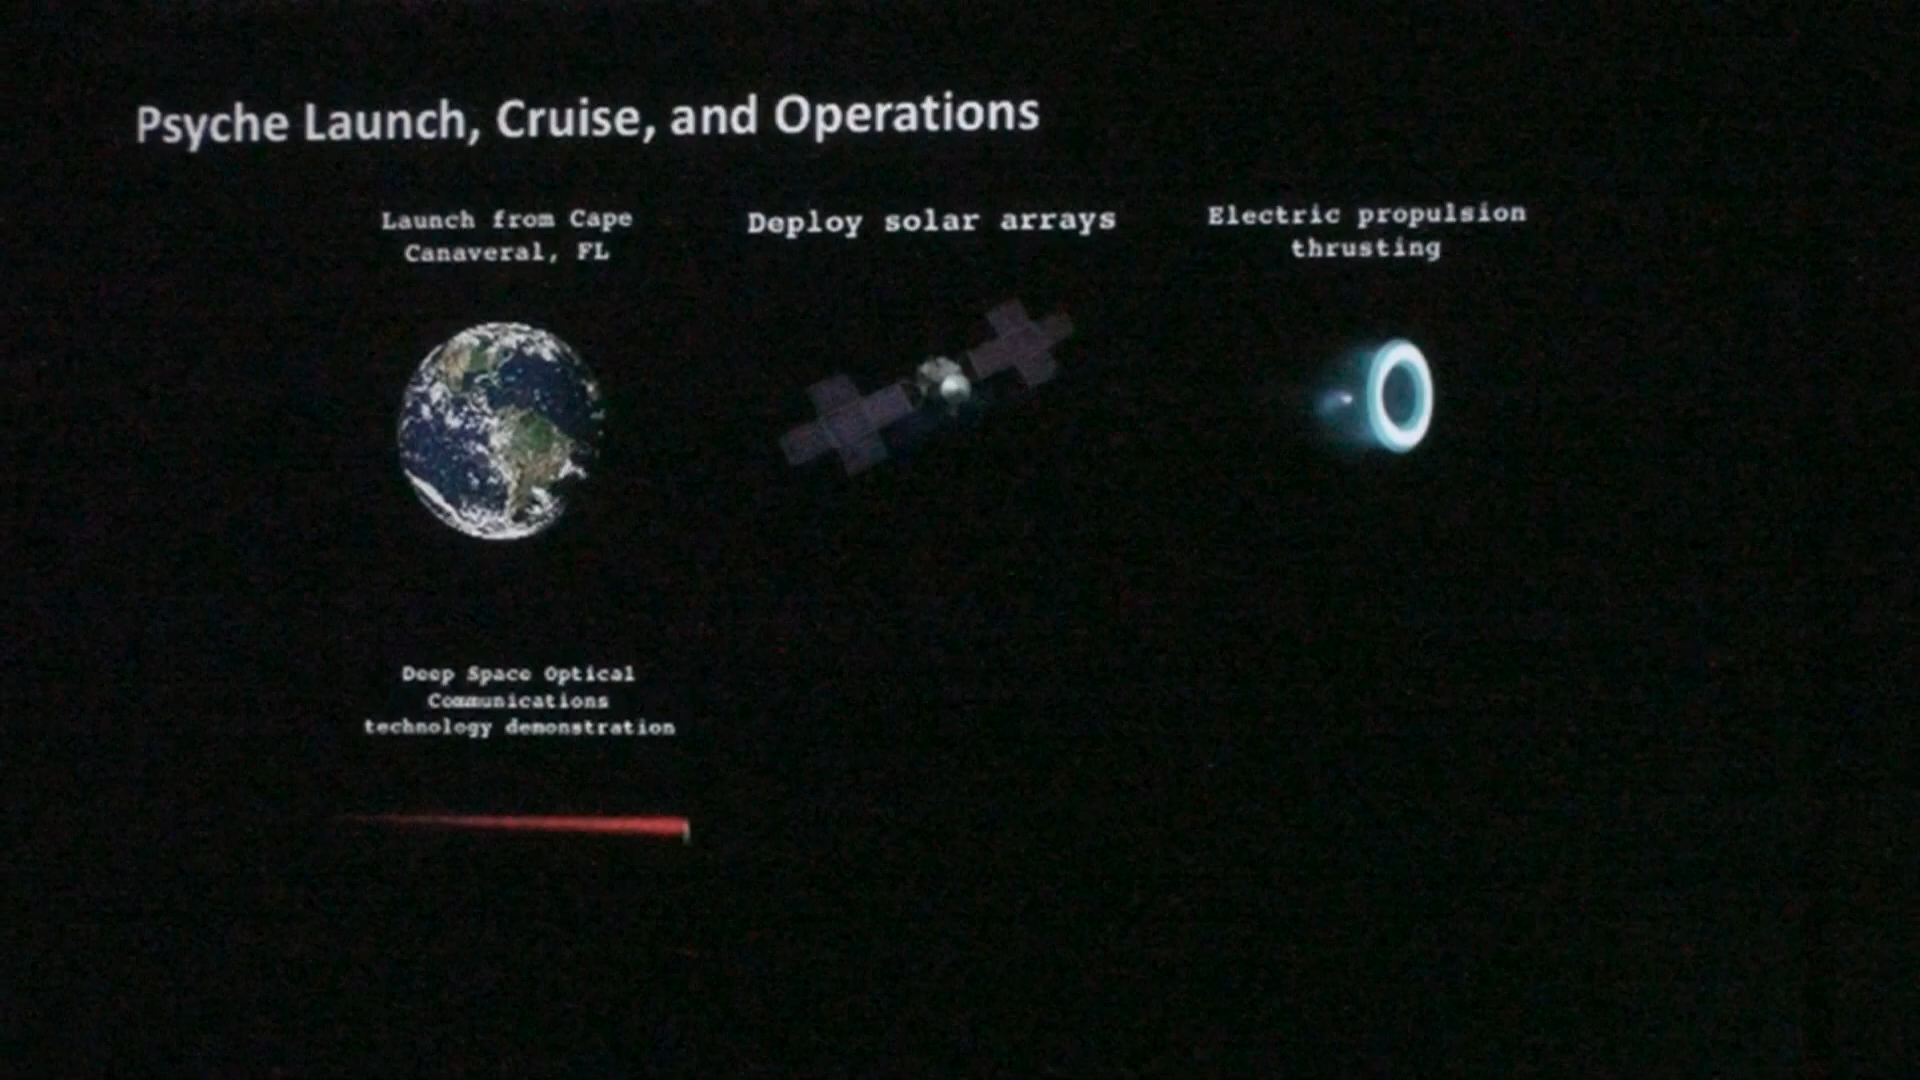 Psyche Launch, Cruise, and Operations
Launch from Cape
Canaveral, FL
Deploy solar arrays
Electric propulsion
thrusting
Deep Space Optical
Communications
technology demonstration